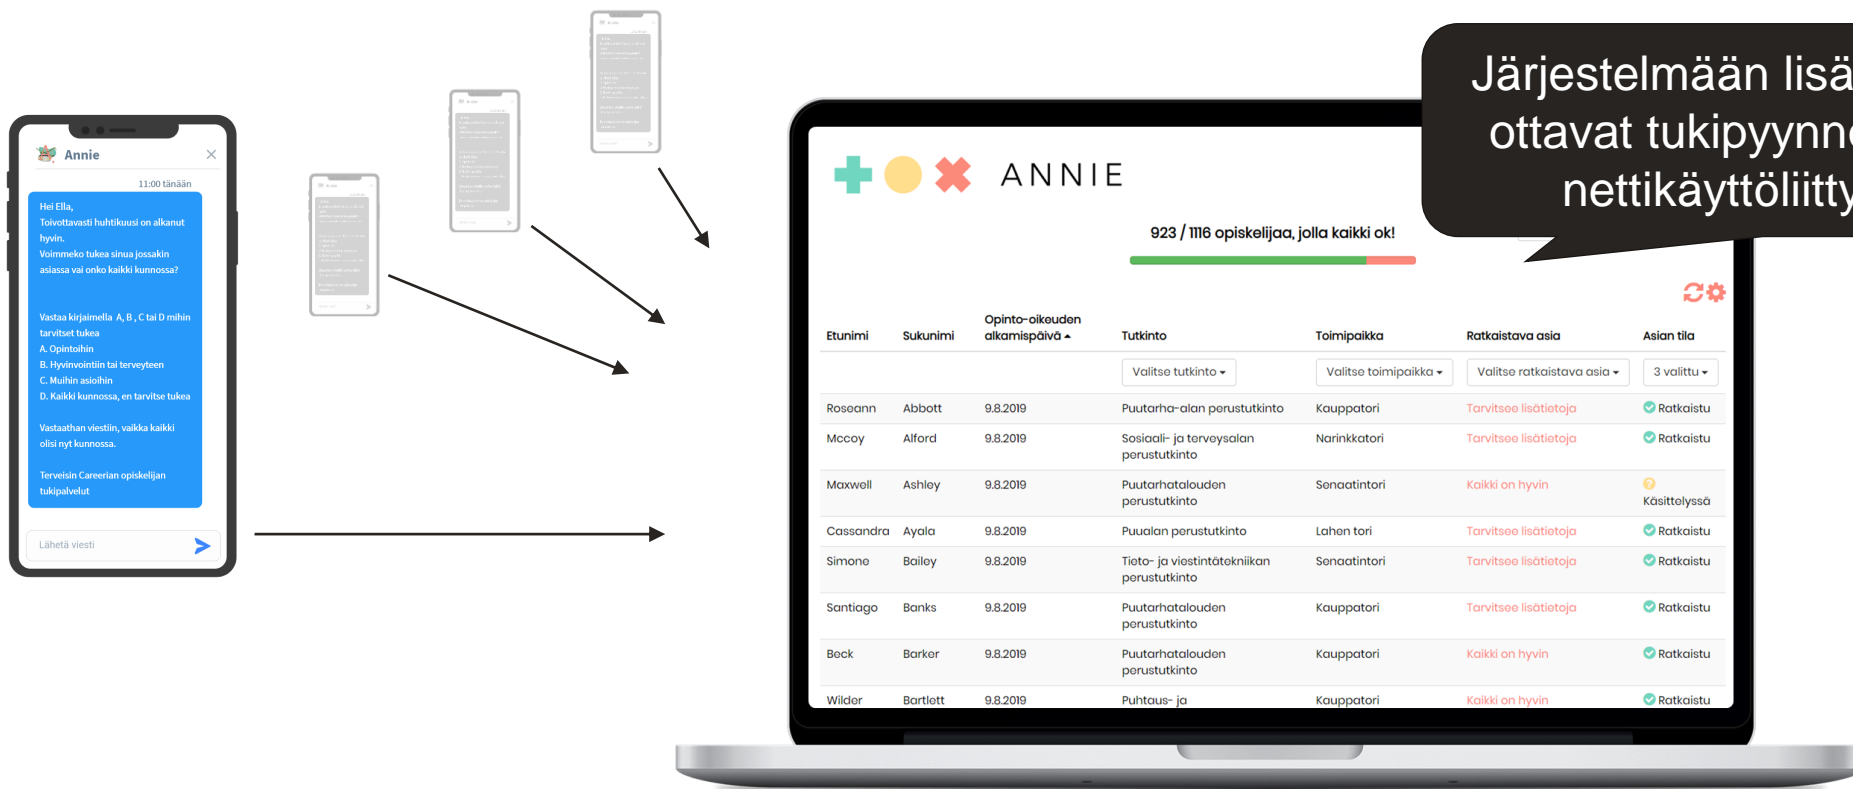 Annie
11:00 tänään
Hei Ella,
Toivottavasti huhtikuusi on alkanut
hyvin.
Voimmeko tukea sinua jossakin
asiassa vai onko kaikki kunnossa?
Vastaa kirjaimella A, B , C tai D mihin
tarvitset tukea
A. Opintoihin
B. Hyvinvointiin tai terveyteen
C. Muihin asioihin
D. Kaikki kunnossa, en tarvitse tukea
Vastaathan viestiin, vaikka kaikki
olisi nyt kunnossa.
Terveisin Careerian opiskelijan
tukipalvelut
Lähetä viesti
Järjestelmään lisä
ottavat tukipyynn
nettikäyttöliitty
ANNIE
923 / 1116 opiskelijaa, jolla kaikki ok!
Etunimi Sukunimi Opinto-oikeuden alkamispäivä Tutkinto Toimipaikka Ratkaistava asia Asian tila
Valitse tutkinto Valitse toimipaikka Valitse ratkaistava asia 3 valittu
Roseann Abbott 9.8.2019 Puutarha-alan perustutkinto Kauppatori Tarvitsee lisätietoja Ratkaistu
Mccoy Alford 9.8.2019 Sosiaali- ja terveysalan Narinkkatori Tarvitsee lisätietoja Ratkaistu
perustutkinto
Maxwell Ashley 9.8.2019 Puutarhatalouden Senaatintori Kaikki on hyvin
perustutkinto Käsittelyssä
Cassandra Ayala 9.8.2019 Puualan perustutkinto Lahen tori Tarvitsee lisätietoja Ratkaistu
Simone Bailey 9.8.2019 Tieto- ja viestintätekniikan Senaatintori Tarvitsee lisätietoja Ratkaistu
perustutkinto
Santiago Banks 9.8.2019 Puutarhatalouden Kauppatori Tarvitsee lisätietoja Ratkaistu
perustutkinto
Beck Barker 9.8.2019 Puutarhatalouden Kauppatori Kaikki on hyvin Ratkaistu
perustutkinto
Wilder Bartlett 9.8.2019 Puhtaus- ja Kauppatori Kaikki on hyvin Ratkaistu